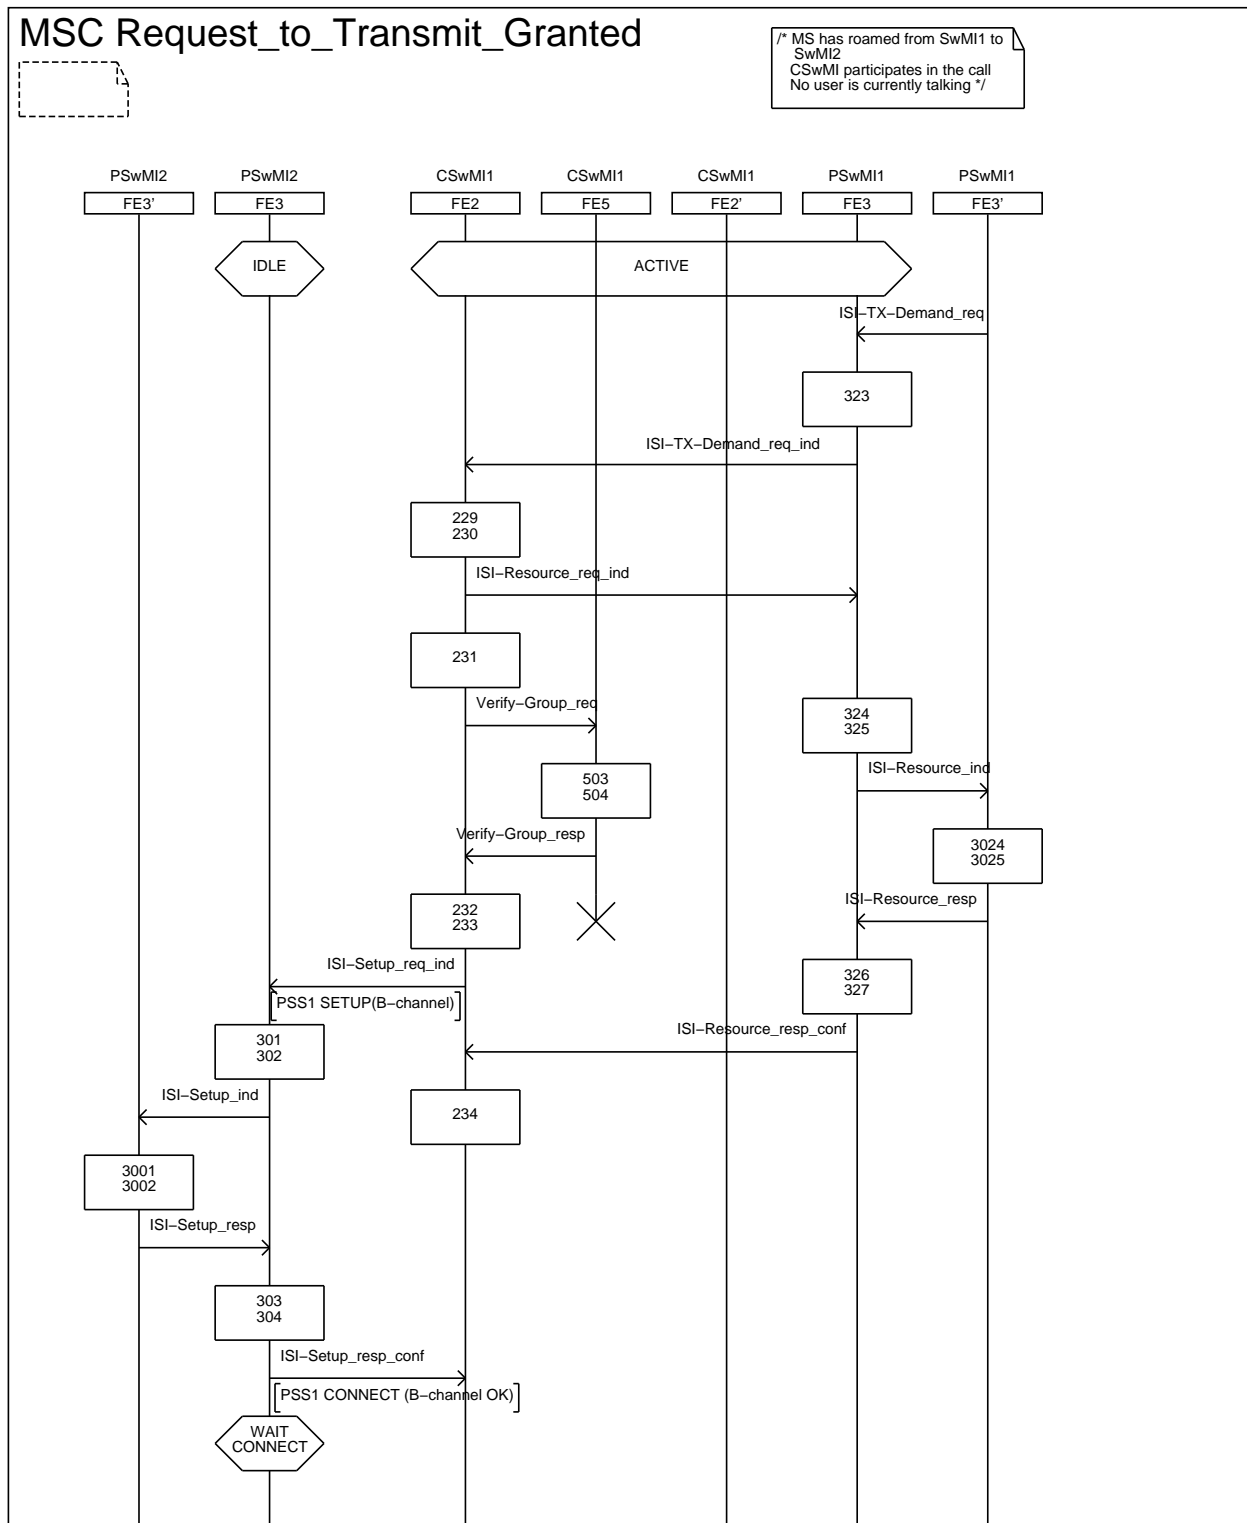 MSC Request_to_Transmit_Granted
/* MS has roamed from SwMI1 to
SwMI2
CSwMI participates in the call
No user is currently talking */
PSwMI2 PSwMI2 CSwMI1 CSwMI1 CSwMI1 PSwMI1 PSwMI1
FE3' FE3 FE2 FE5 FE2' FE3 FE3'
IDLE ACTIVE
ISI−TX−Demand_req
323
ISI−TX−Demand_req_ind
229
230
ISI−Resource_req_ind
231
Verify−Group_req
324
325
ISI−Resource_ind
503
504
Verify−Group_resp
3024
3025
ISI−Resource_resp
232
233
ISI−Setup_req_ind
326
327
PSS1 SETUP(B−channel)
ISI−Resource_resp_conf
301
302
ISI−Setup_ind
234
3001
3002
ISI−Setup_resp
303
304
ISI−Setup_resp_conf
PSS1 CONNECT (B−channel OK)
WAIT
CONNECT